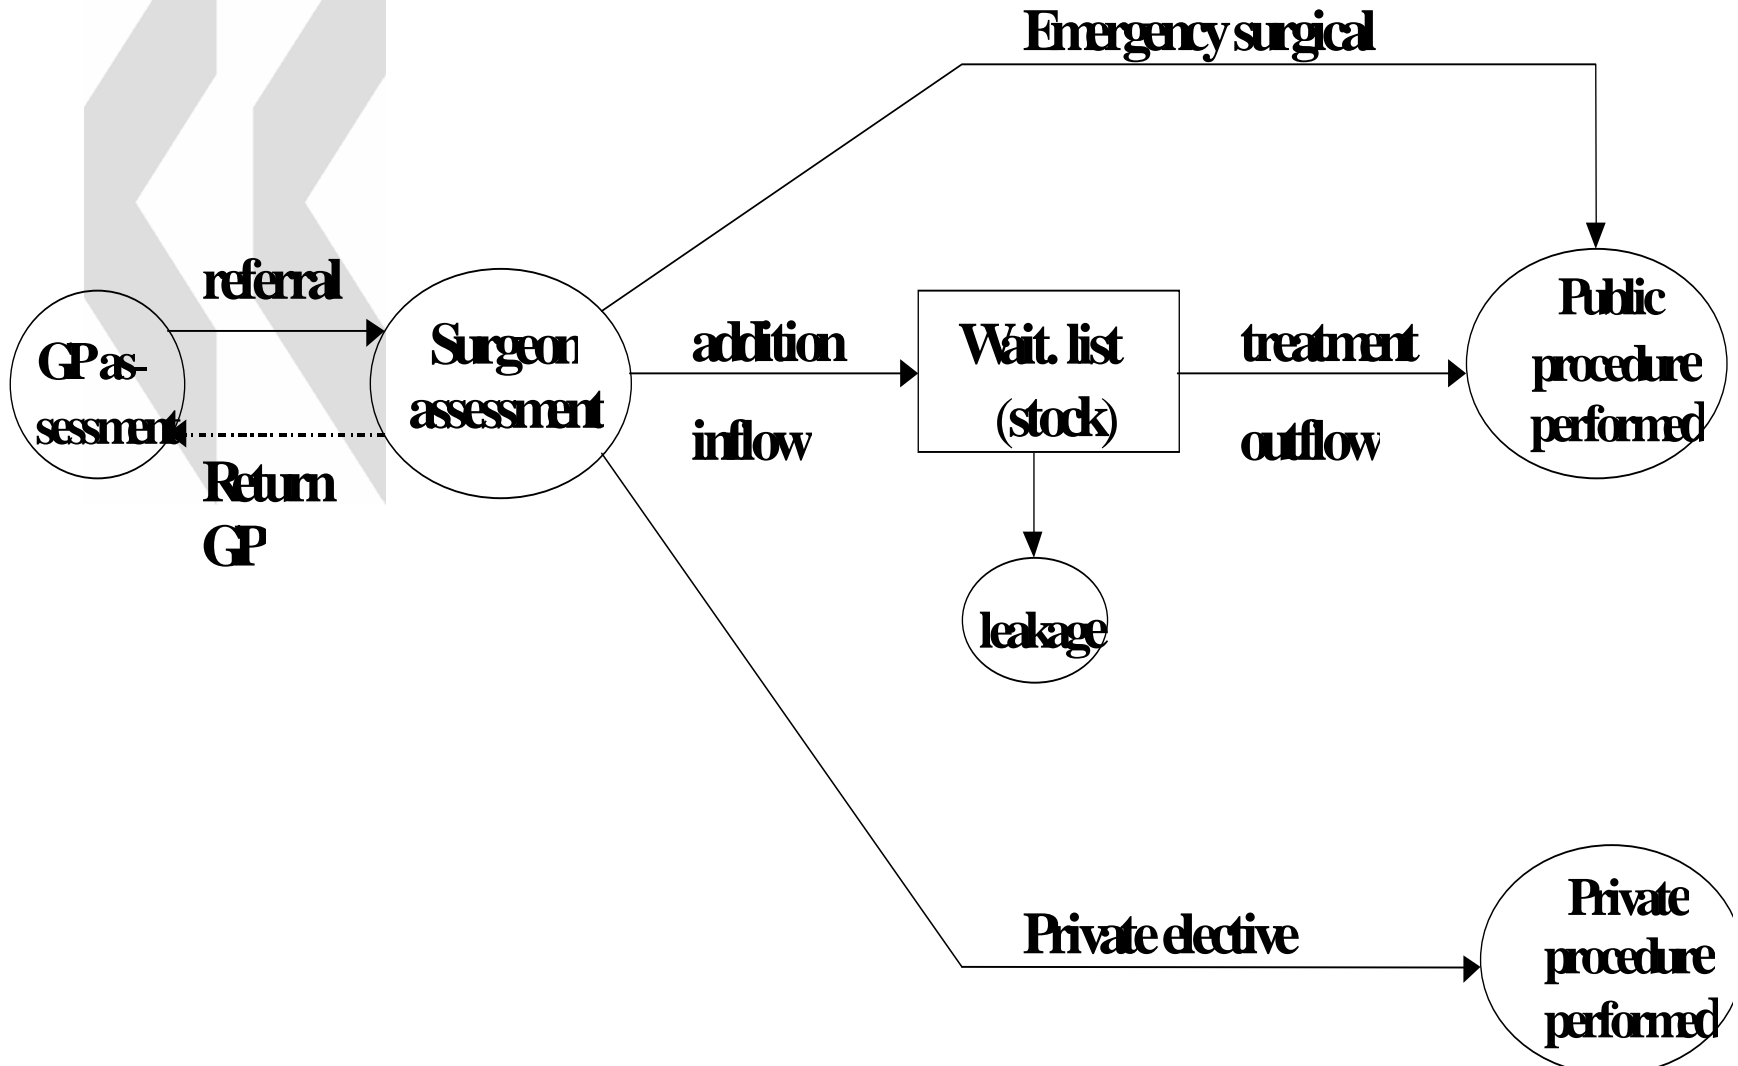 Emergency surgical
referral
GP as-
sessment
Return
GP
Surgeon
assessment
addition
inflow
Wait. list
(stock)
treatment
outflow
Public
procedure
performed
leakage
Private elective
Private
procedure
performed